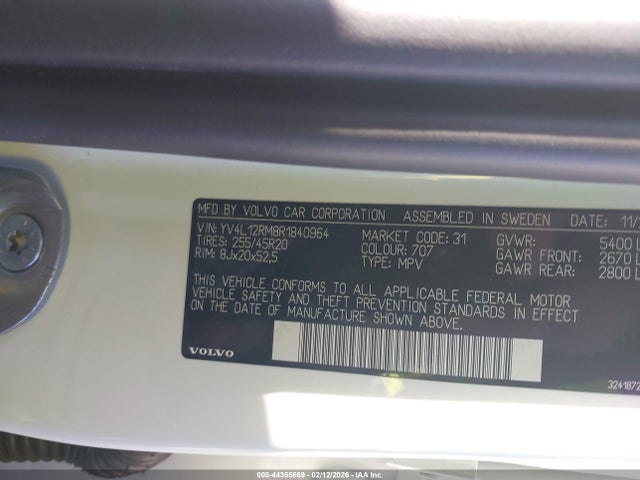 MFD BY VOLVO CAR CORPORATION ASSEMBLED IN SWEDEN DATE: 11/
VIN: YV4L12RM8R1840964 MARKET CODE: 31 GVWR: 5400
TIRES: 255/45R20 COLOUR: 707 GAWR FRONT: 2670 L
RIM: 8Jx20x52,5 TYPE: MPV GAWR REAR: 2800 L
THIS VEHICLE CONFORMS TO ALL APPLICABLE FEDERAL MOTOR
VEHICLE SAFETY AND THEFT PREVENTION STANDARDS IN EFFECT
ON THE DATE OF MANUFACTURE SHOWN ABOVE.
VOLVO
3241872
000-44355669 - 02/12/2026 - IAA Inc.